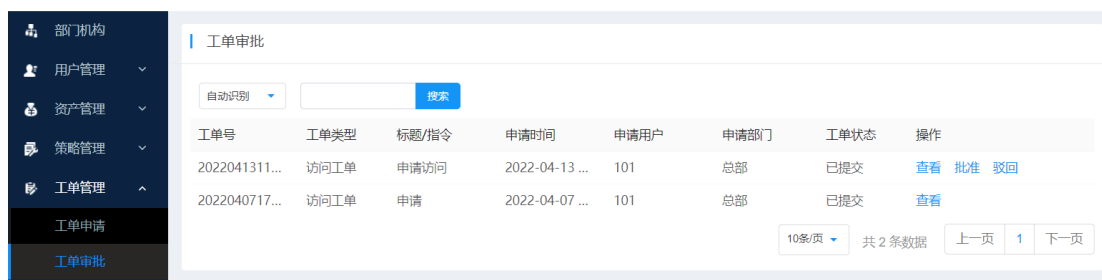 部门机构
用户管理
资产管理
策略管理
工单管理
工单申请
工单审批
工单审批
自动识别 搜索
工单号 工单类型 标题/指令 申请时间 申请用户 申请部门 工单状态 操作
2022041311... 访问工单 申请访问 2022-04-13 ... 101 总部 已提交 查看 批准 驳回
2022040717... 访问工单 申请 2022-04-07 ... 101 总部 已提交 查看
10条/页 共 2 条数据 上一页 1 下一页